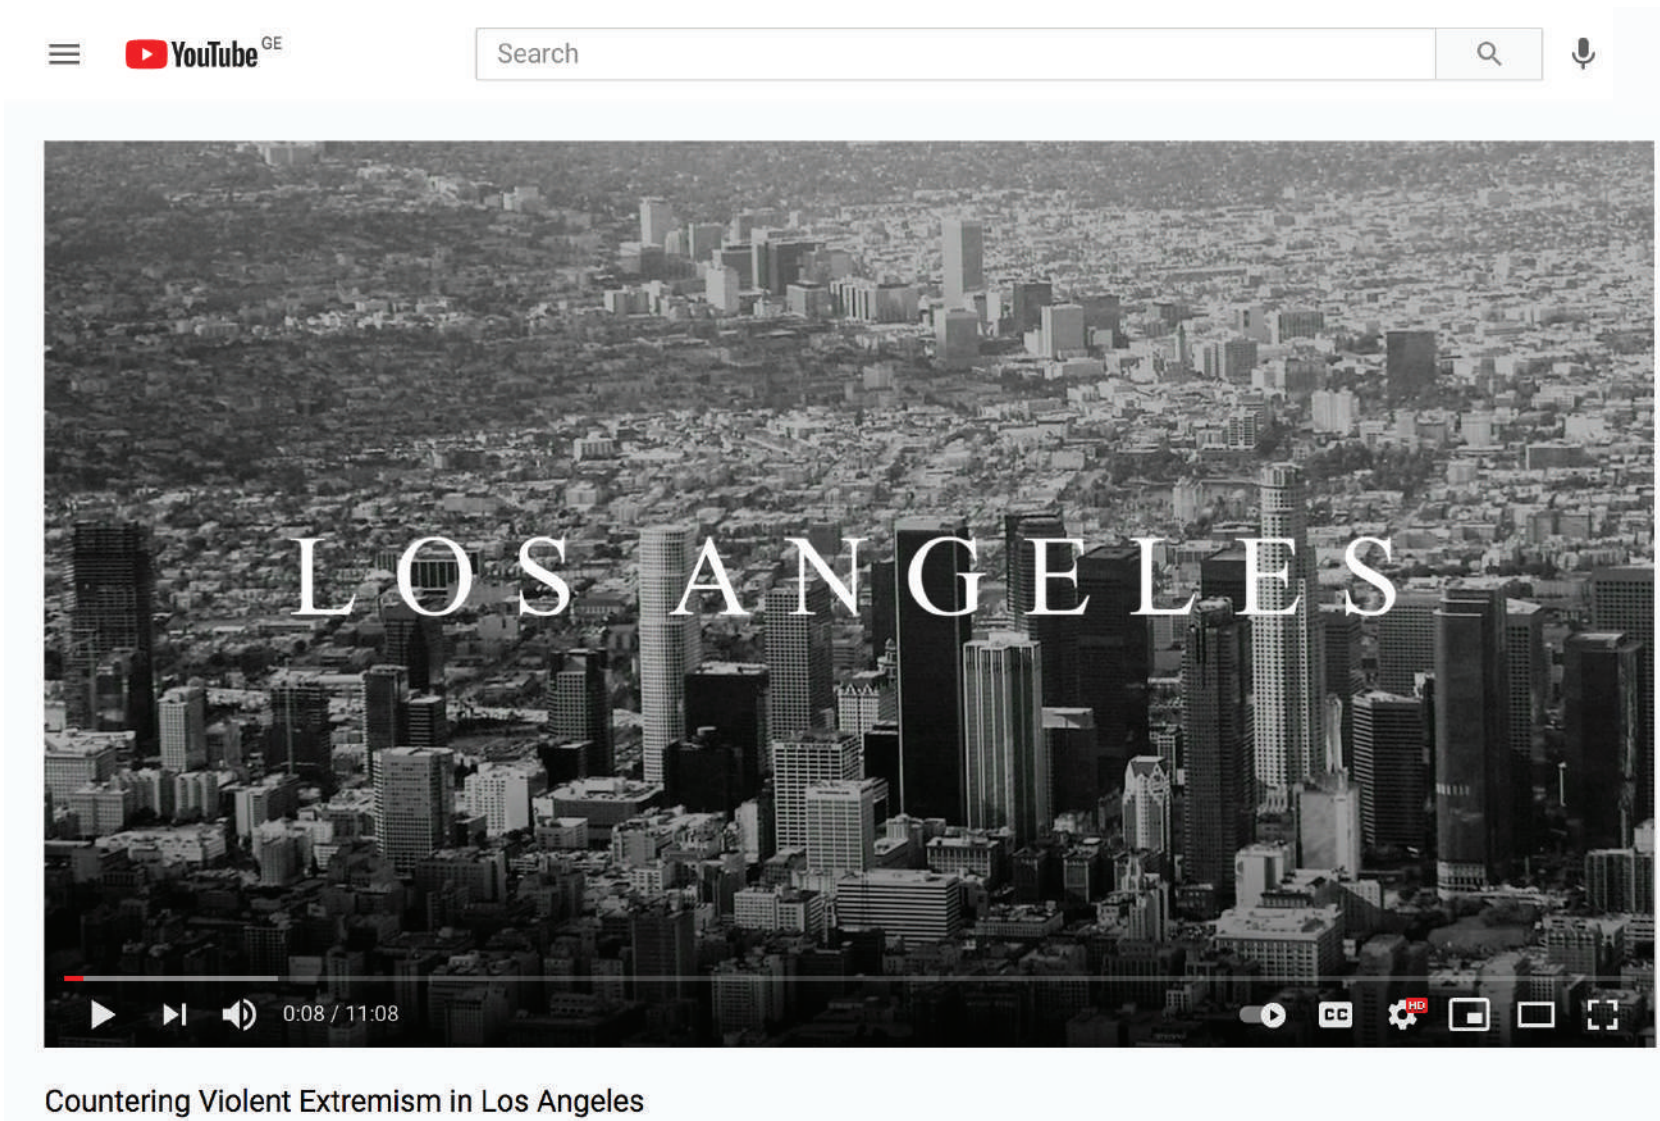 YouTube GE
Search
LOS ANGELES
0:08 / 11:08
CC
HD
Countering Violent Extremism in Los Angeles